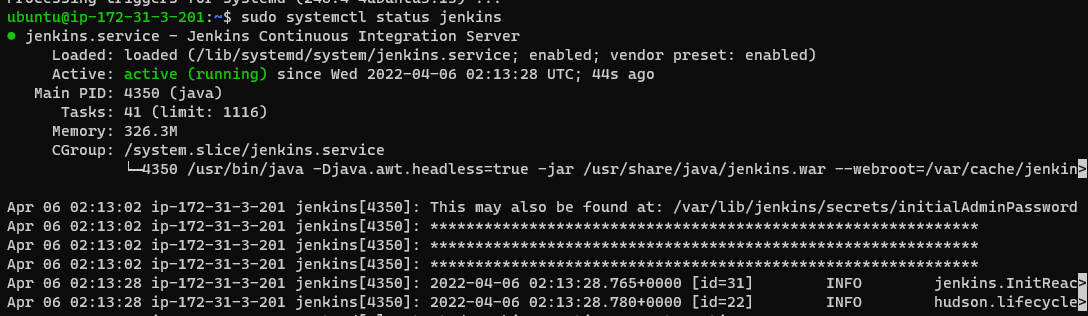 ubuntu@ip-172-31-3-201:~$ sudo systemctl status jenkins
● jenkins.service - Jenkins Continuous Integration Server
Loaded: loaded (/lib/systemd/system/jenkins.service; enabled; vendor preset: enabled)
Active: active (running) since Wed 2022-04-06 02:13:28 UTC; 44s ago
Main PID: 4350 (java)
Tasks: 41 (limit: 1116)
Memory: 326.3M
CGroup: /system.slice/jenkins.service
└─4350 /usr/bin/java -Djava.awt.headless=true -jar /usr/share/java/jenkins.war --webroot=/var/cache/jenkin>
Apr 06 02:13:02 ip-172-31-3-201 jenkins[4350]: This may also be found at: /var/lib/jenkins/secrets/initialAdminPassword
Apr 06 02:13:02 ip-172-31-3-201 jenkins[4350]: *************************************************************
Apr 06 02:13:02 ip-172-31-3-201 jenkins[4350]: *************************************************************
Apr 06 02:13:02 ip-172-31-3-201 jenkins[4350]: *************************************************************
Apr 06 02:13:28 ip-172-31-3-201 jenkins[4350]: 2022-04-06 02:13:28.765+0000 [id=31] INFO jenkins.InitReac>
Apr 06 02:13:28 ip-172-31-3-201 jenkins[4350]: 2022-04-06 02:13:28.780+0000 [id=22] INFO hudson.lifecycle>